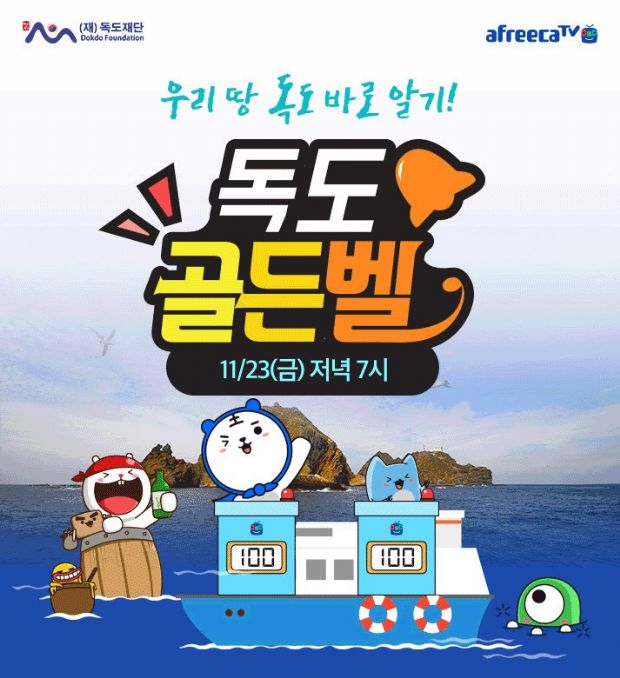 (재) 독도재단
Dokdo Foundation
afreecaTV
우리 땅 독도 바로 알기!
독도
골든벨
11/23(금) 저녁 7시
100
100